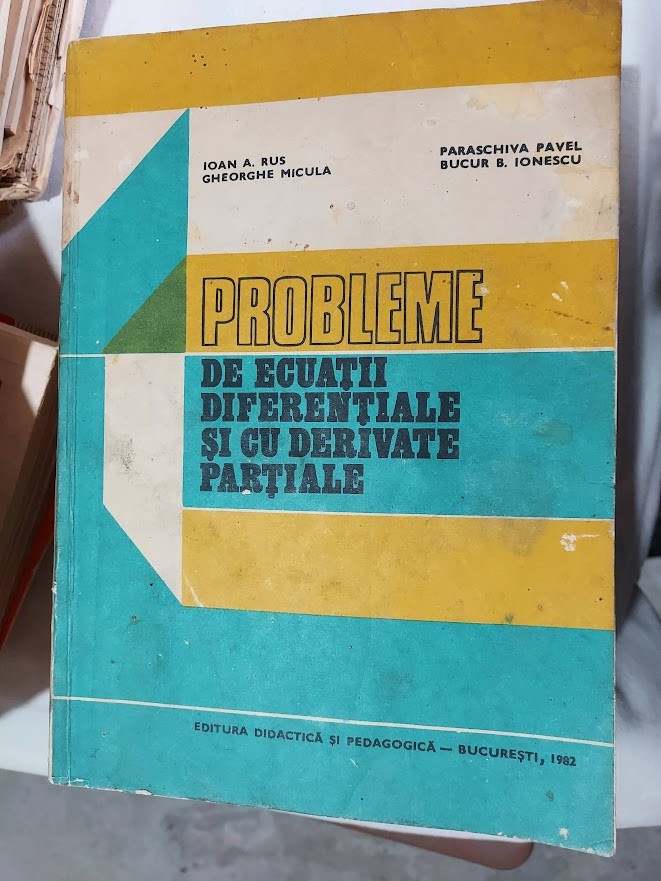 IOAN A. RUS
GHEORGHE MICULA
PARASCHIVA PAVEL
BUCUR B. IONESCU
PROBLEME
DE ECUAȚII
DIFERENȚIALE
ȘI CU DERIVATE
PARȚIALE
EDITURA DIDACTICĂ ȘI PEDAGOGICĂ — BUCUREȘTI, 1982